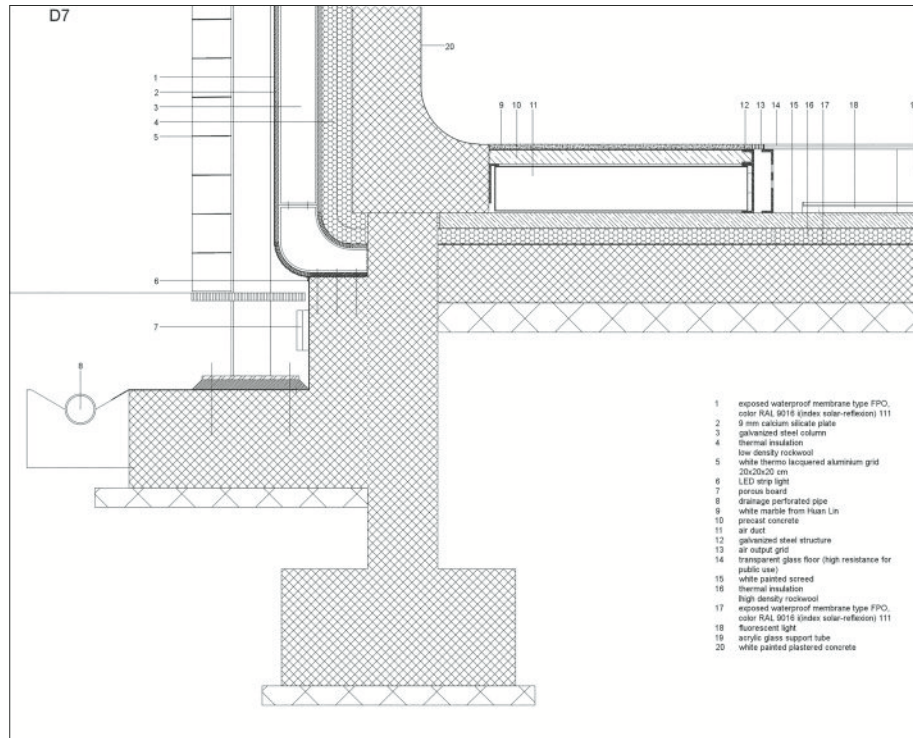 D7
20
1
2
3
4
5
9 10 11 12 13 14 15 16 17 18 1
6
7
8
1 exposed waterproof membrane type FPO,
color RAL 9016 i(index solar-reflexion) 111
2 9 mm calcium silicate plate
3 galvanized steel column
4 thermal insulation
low density rockwool
5 white thermo lacquered aluminium grid
20x20x20 cm
6 LED strip light
7 porous board
8 drainage perforated pipe
9 white marble from Huan Lin
10 precast concrete
11 air duct
12 galvanized steel structure
13 air output grid
14 transparent glass floor (high resistance for
public use)
15 white painted screed
16 thermal insulation
lhigh density rockwool
17 exposed waterproof membrane type FPO,
color RAL 9016 i(index solar-reflexion) 111
18 fluorescent light
19 acrylic glass support tube
20 white painted plastered concrete